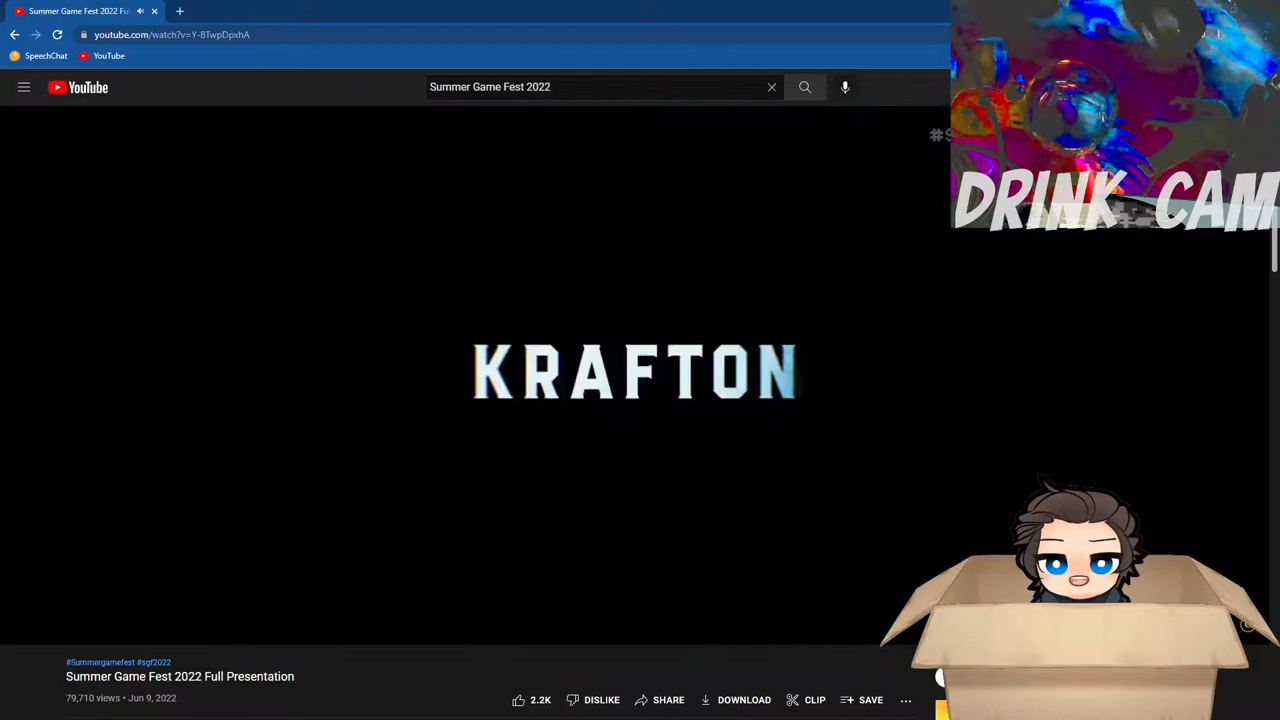 Summer Game Fest 2022 Ful
youtube.com/watch?v=Y-BTwpDpxhA
SpeechChat YouTube
YouTube
Summer Game Fest 2022
DRINK CAM
KRAFTON
#Summergamefest #sgf2022
Summer Game Fest 2022 Full Presentation
79,710 views • Jun 9, 2022
2.2K DISLIKE SHARE DOWNLOAD CLIP SAVE